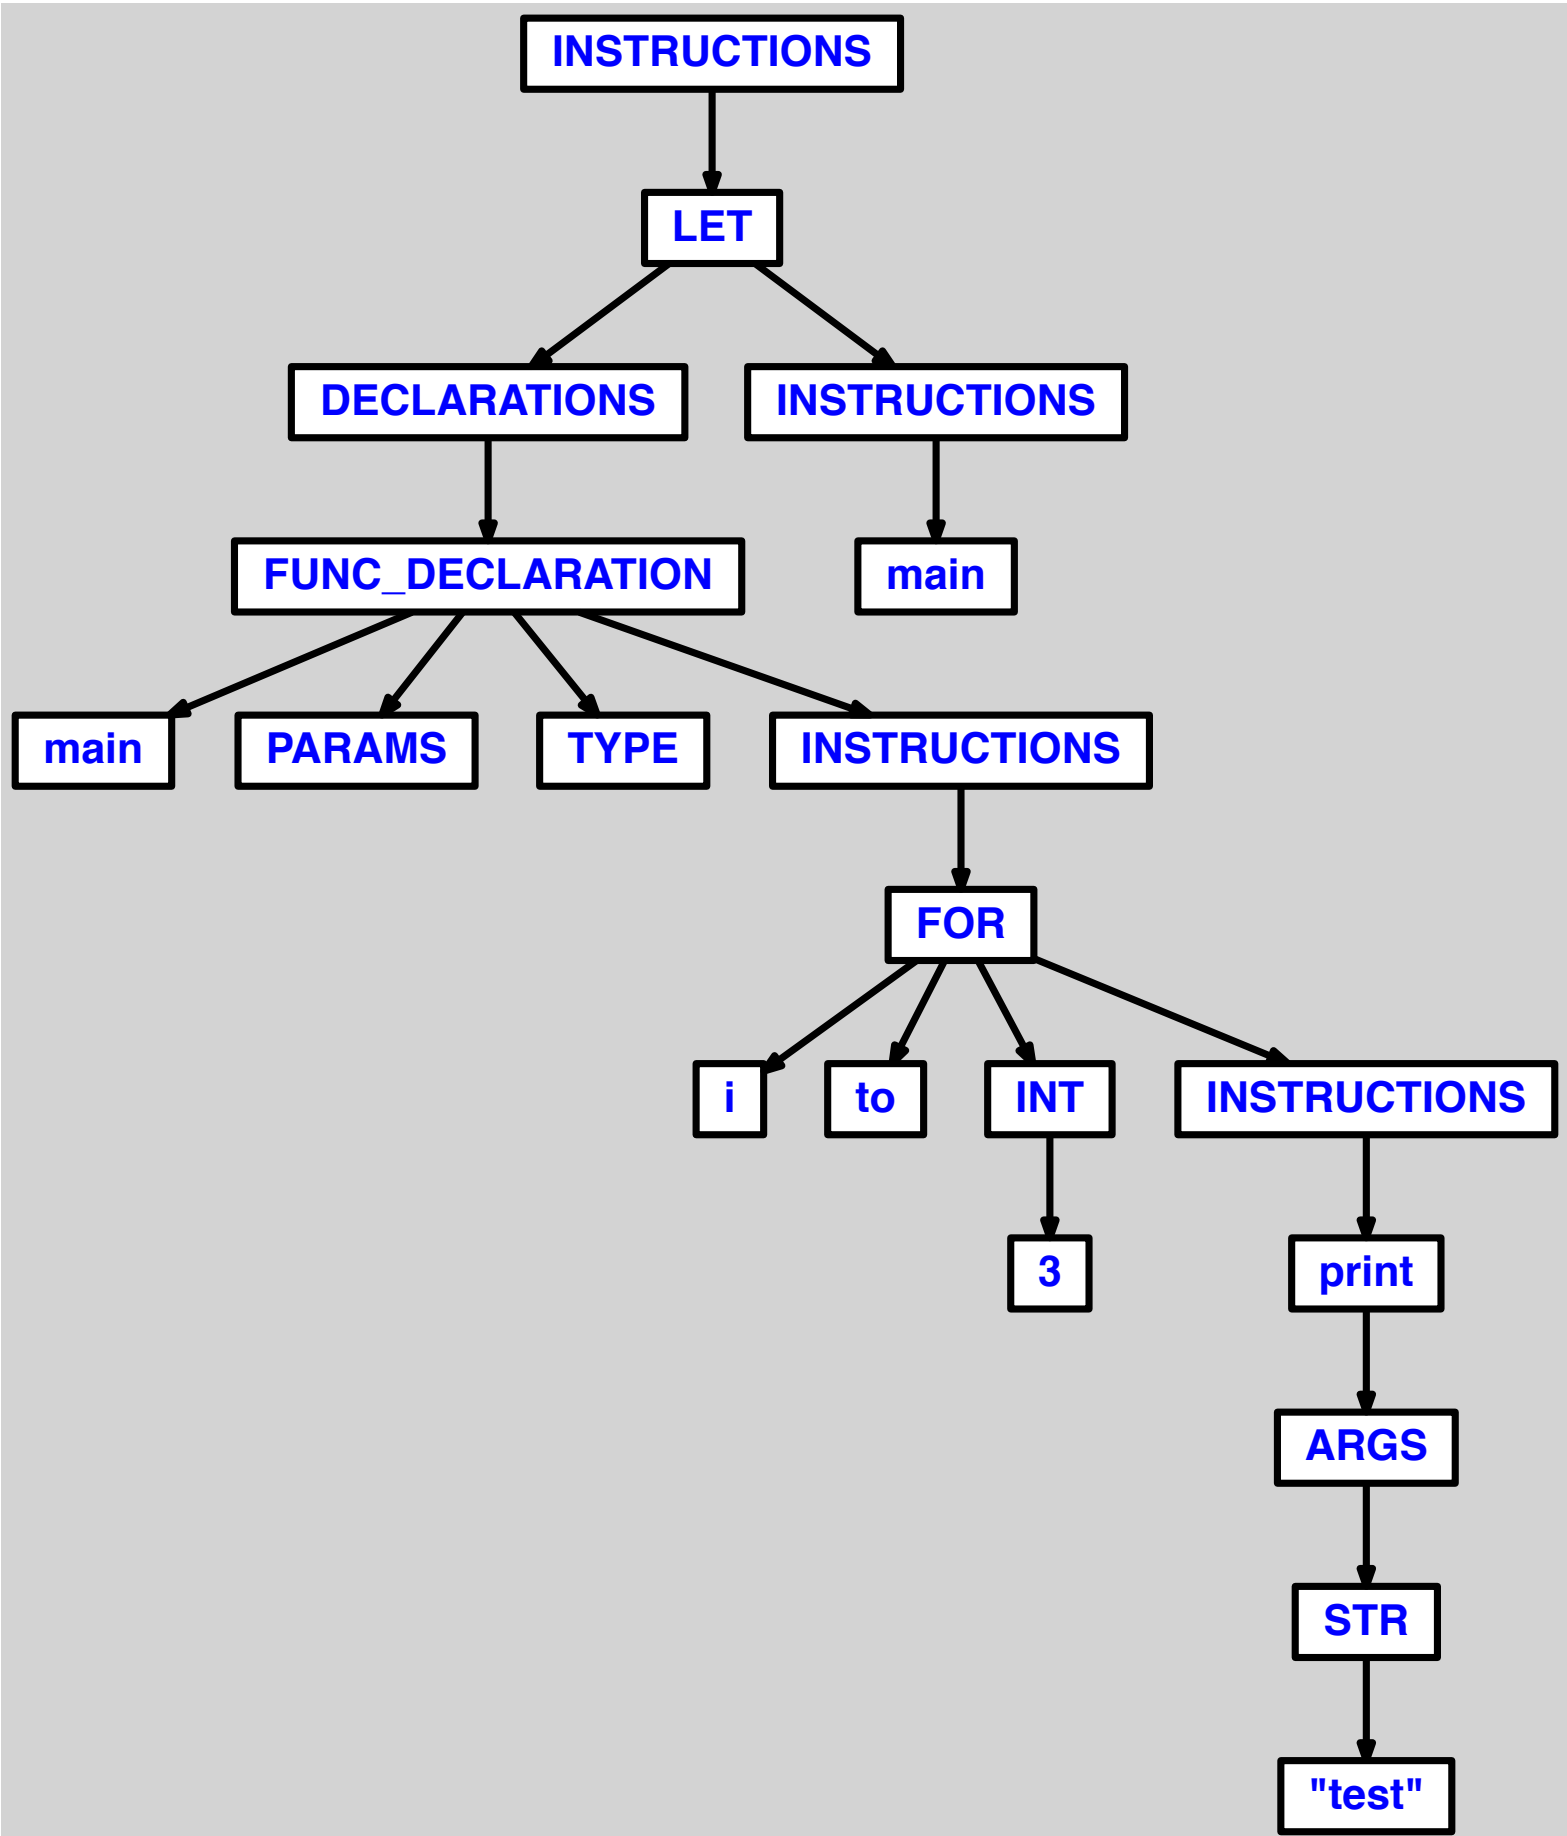 INSTRUCTIONS
LET
DECLARATIONS
INSTRUCTIONS
FUNC_DECLARATION
main
main
PARAMS
TYPE
INSTRUCTIONS
FOR
i
to
INT
INSTRUCTIONS
3
print
ARGS
STR
"test"